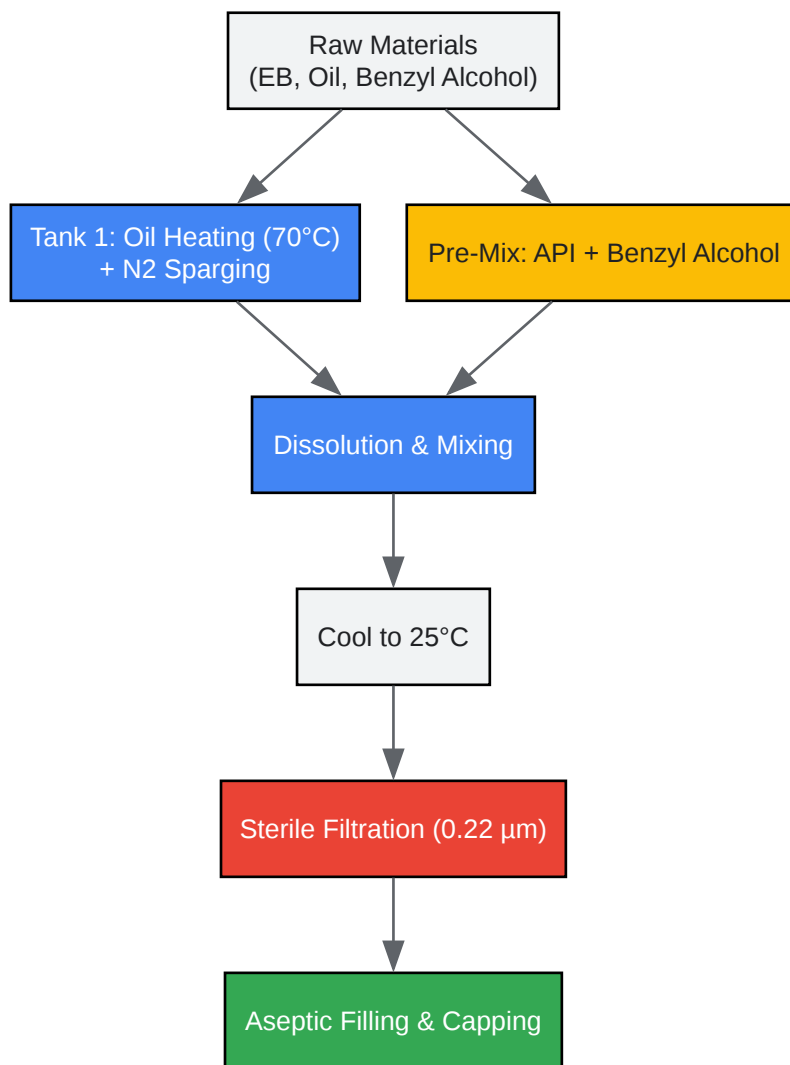 Raw Materials
(EB, Oil, Benzyl Alcohol)
Tank 1: Oil Heating (70°C)
+ N2 Sparging
Pre-Mix: API + Benzyl Alcohol
Dissolution & Mixing
Cool to 25°C
Sterile Filtration (0.22 µm)
Aseptic Filling & Capping